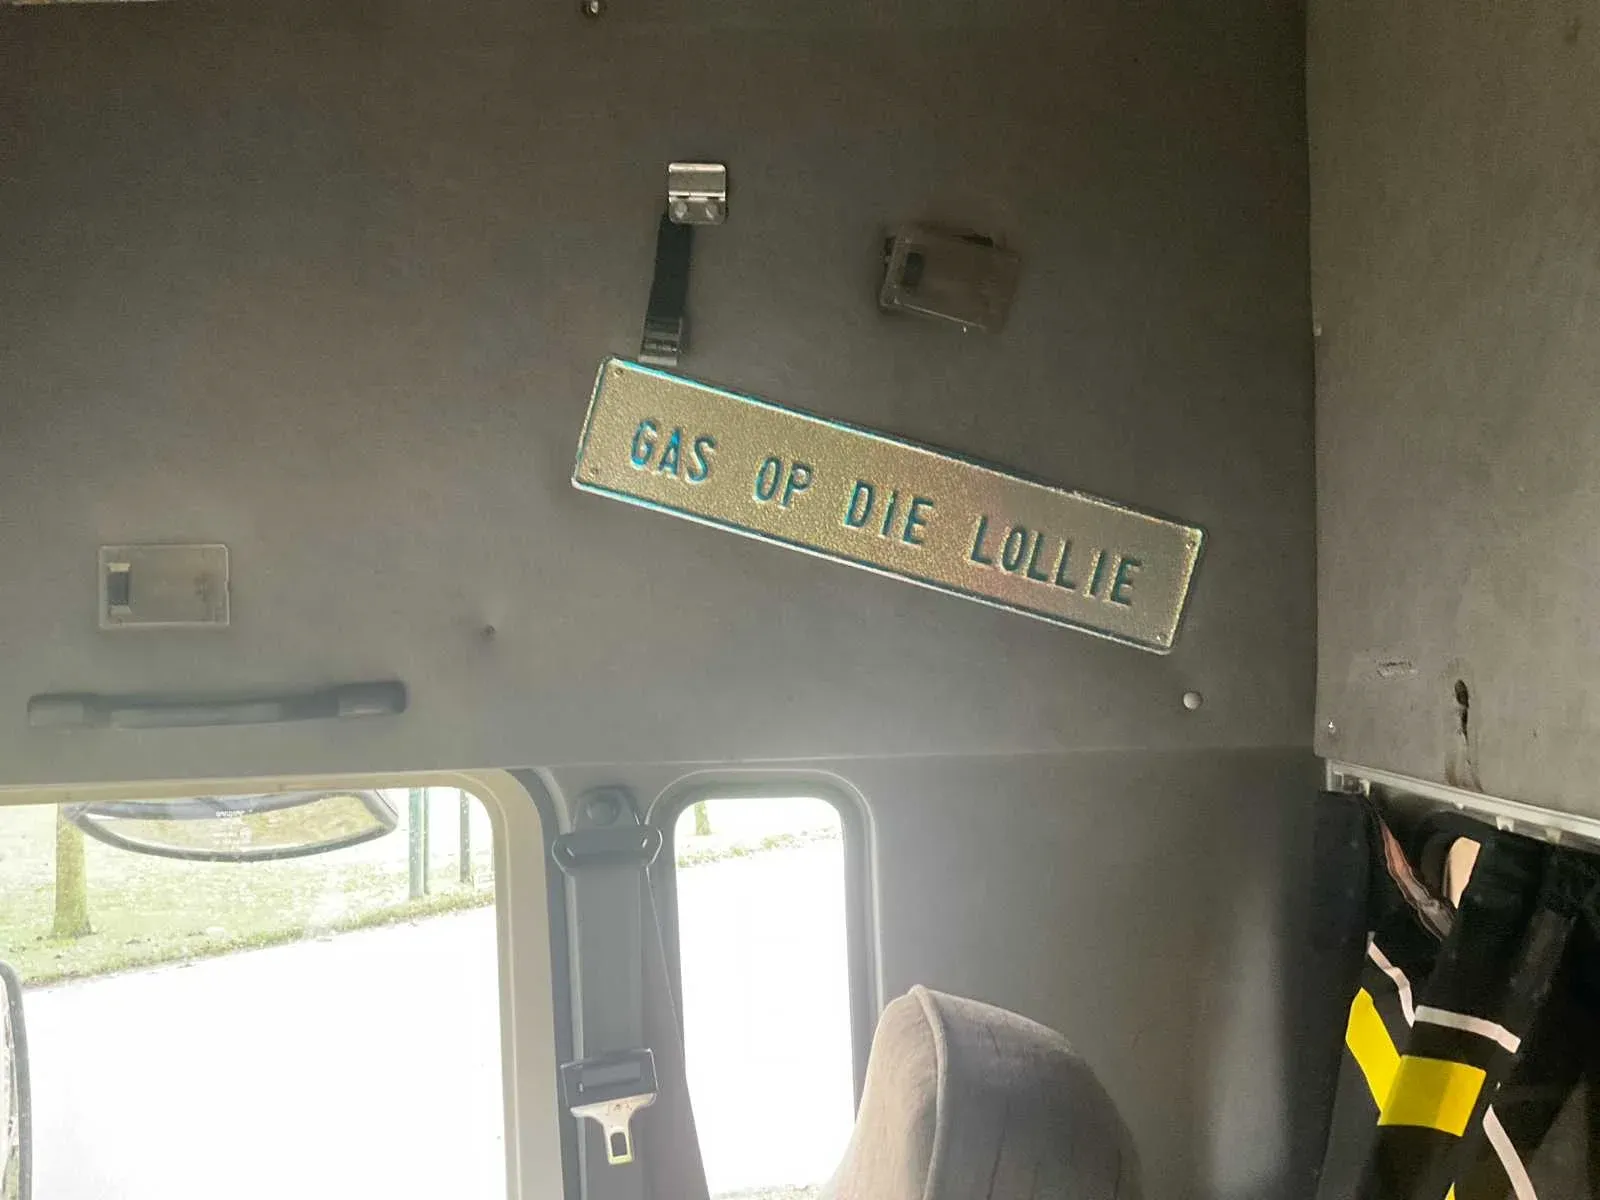 GAS OP DIE LOLLIE